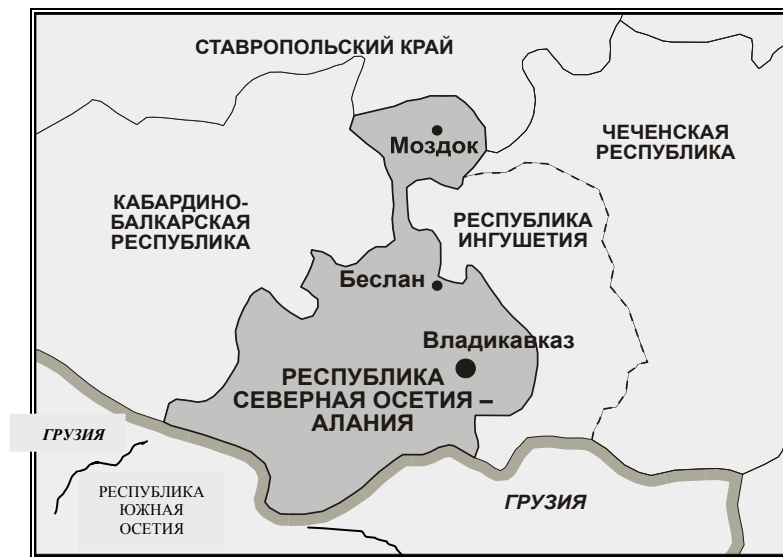 СТАВРОПОЛЬСКИЙ КРАЙ
ЧЕЧЕНСКАЯ
РЕСПУБЛИКА
Моздок
КАБАРДИНО-
БАЛКАРСКАЯ
РЕСПУБЛИКА
РЕСПУБЛИКА
ИНГУШЕТИЯ
Беслан
Владикавказ
РЕСПУБЛИКА
СЕВЕРНАЯ ОСЕТИЯ –
АЛАНИЯ
ГРУЗИЯ
РЕСПУБЛИКА
ЮЖНАЯ
ОСЕТИЯ
ГРУЗИЯ